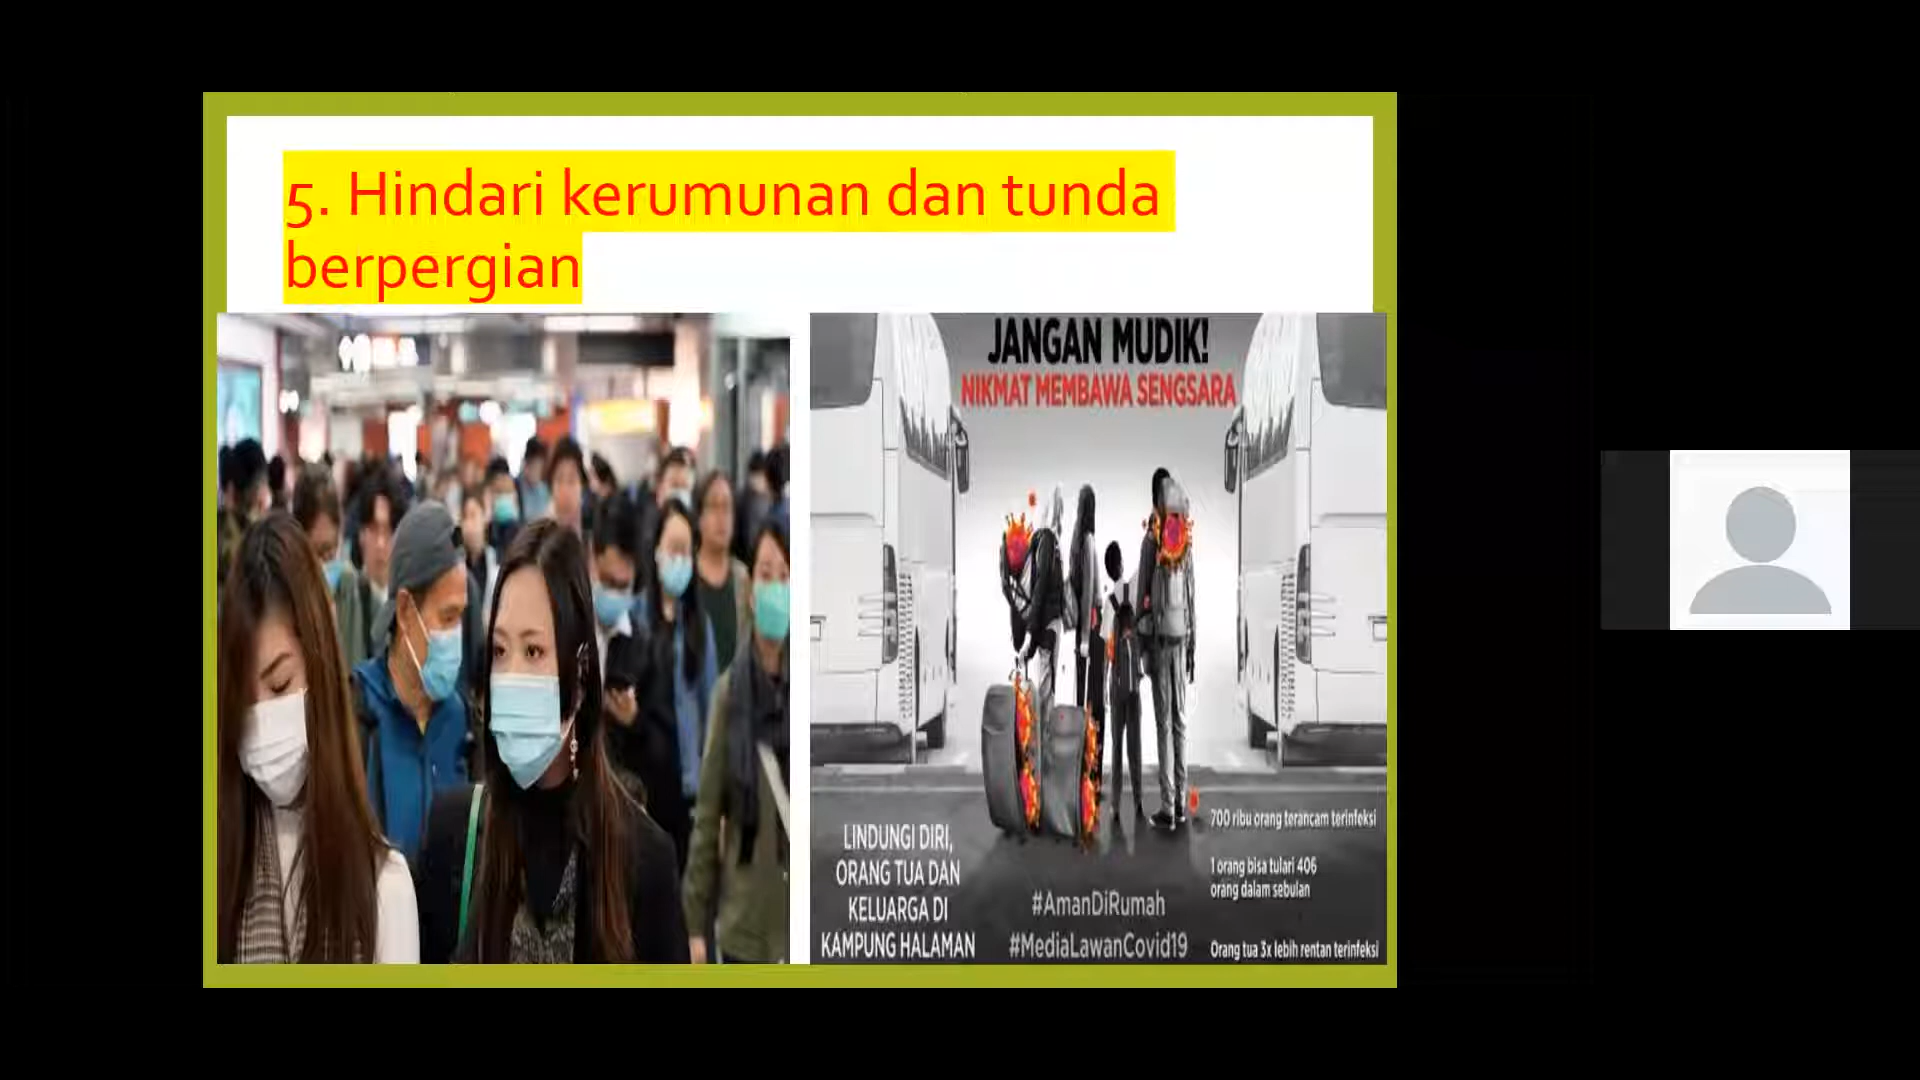 5. Hindari kerumunan dan tunda
berpergian
JANGAN MUDIK!
NIKMAT MEMBAWA SENGSARA
LINDUNGI DIRI,
ORANG TUA DAN
KELUARGA DI
KAMPUNG HALAMAN
#AmanDiRumah
#MediaLawanCovid19
700 ribu orang terancam terinfeksi
1 orang bisa tulari 406
orang dalam sebulan
Orang tua 3x lebih rentan terinfeksi